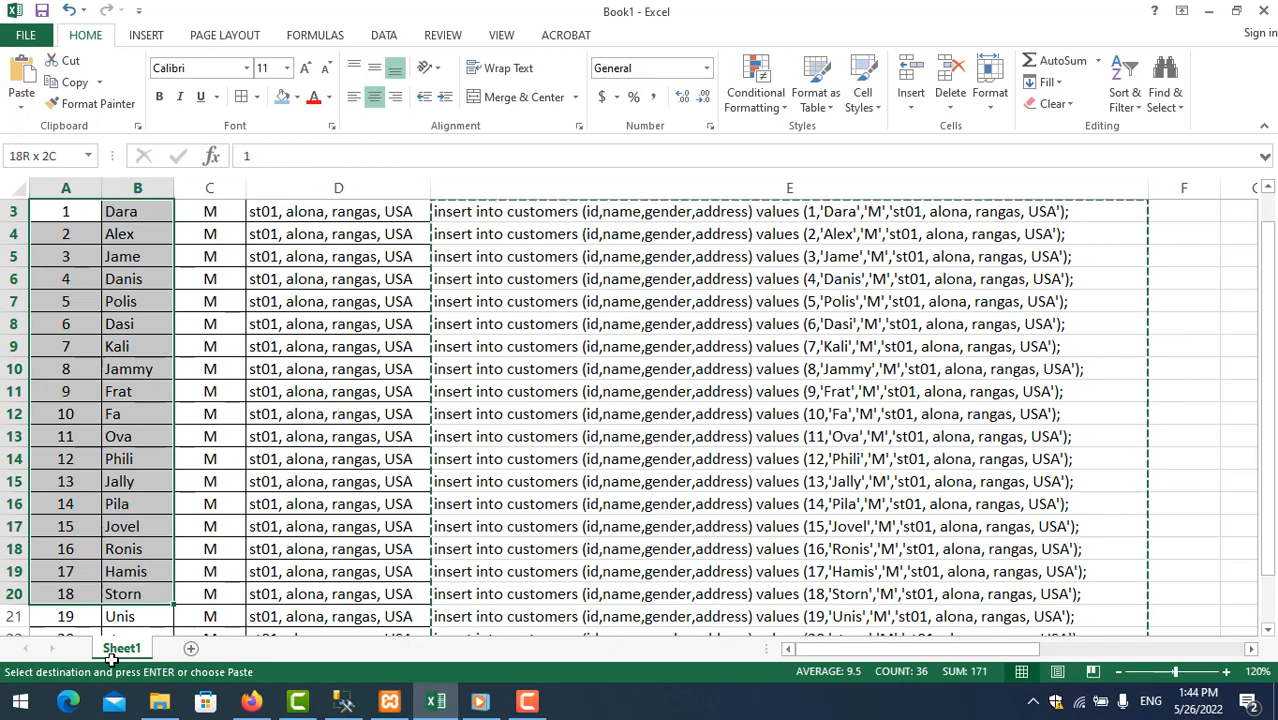 Book1 - Excel
?
Sign in
FILE HOME INSERT PAGE LAYOUT FORMULAS DATA REVIEW VIEW ACROBAT
Paste
Cut
Copy
Format Painter
Clipboard
Calibri 11
B I U A
Font
Wrap Text
Merge & Center
Alignment
General
$ % ,
Number
Conditional Formatting
Format as Table
Cell Styles
Styles
Insert Delete Format
Cells
AutoSum
Fill
Clear
Sort & Filter
Find & Select
Editing
18R x 2C fx 1
A B C D E F
3 1 Dara M st01, alona, rangas, USA insert into customers (id,name,gender,address) values (1,'Dara','M','st01, alona, rangas, USA');
4 2 Alex M st01, alona, rangas, USA insert into customers (id,name,gender,address) values (2,'Alex','M','st01, alona, rangas, USA');
5 3 Jame M st01, alona, rangas, USA insert into customers (id,name,gender,address) values (3,'Jame','M','st01, alona, rangas, USA');
6 4 Danis M st01, alona, rangas, USA insert into customers (id,name,gender,address) values (4,'Danis','M','st01, alona, rangas, USA');
7 5 Polis M st01, alona, rangas, USA insert into customers (id,name,gender,address) values (5,'Polis','M','st01, alona, rangas, USA');
8 6 Dasi M st01, alona, rangas, USA insert into customers (id,name,gender,address) values (6,'Dasi','M','st01, alona, rangas, USA');
9 7 Kali M st01, alona, rangas, USA insert into customers (id,name,gender,address) values (7,'Kali','M','st01, alona, rangas, USA');
10 8 Jammy M st01, alona, rangas, USA insert into customers (id,name,gender,address) values (8,'Jammy','M','st01, alona, rangas, USA');
11 9 Frat M st01, alona, rangas, USA insert into customers (id,name,gender,address) values (9,'Frat','M','st01, alona, rangas, USA');
12 10 Fa M st01, alona, rangas, USA insert into customers (id,name,gender,address) values (10,'Fa','M','st01, alona, rangas, USA');
13 11 Ova M st01, alona, rangas, USA insert into customers (id,name,gender,address) values (11,'Ova','M','st01, alona, rangas, USA');
14 12 Phili M st01, alona, rangas, USA insert into customers (id,name,gender,address) values (12,'Phili','M','st01, alona, rangas, USA');
15 13 Jally M st01, alona, rangas, USA insert into customers (id,name,gender,address) values (13,'Jally','M','st01, alona, rangas, USA');
16 14 Pila M st01, alona, rangas, USA insert into customers (id,name,gender,address) values (14,'Pila','M','st01, alona, rangas, USA');
17 15 Jovel M st01, alona, rangas, USA insert into customers (id,name,gender,address) values (15,'Jovel','M','st01, alona, rangas, USA');
18 16 Ronis M st01, alona, rangas, USA insert into customers (id,name,gender,address) values (16,'Ronis','M','st01, alona, rangas, USA');
19 17 Hamis M st01, alona, rangas, USA insert into customers (id,name,gender,address) values (17,'Hamis','M','st01, alona, rangas, USA');
20 18 Storn M st01, alona, rangas, USA insert into customers (id,name,gender,address) values (18,'Storn','M','st01, alona, rangas, USA');
21 19 Unis M st01, alona, rangas, USA insert into customers (id,name,gender,address) values (19,'Unis','M','st01, alona, rangas, USA');
Sheet1
Select destination and press ENTER or choose Paste AVERAGE: 9.5 COUNT: 36 SUM: 171 120%
ENG 1:44 PM
5/26/2022 2